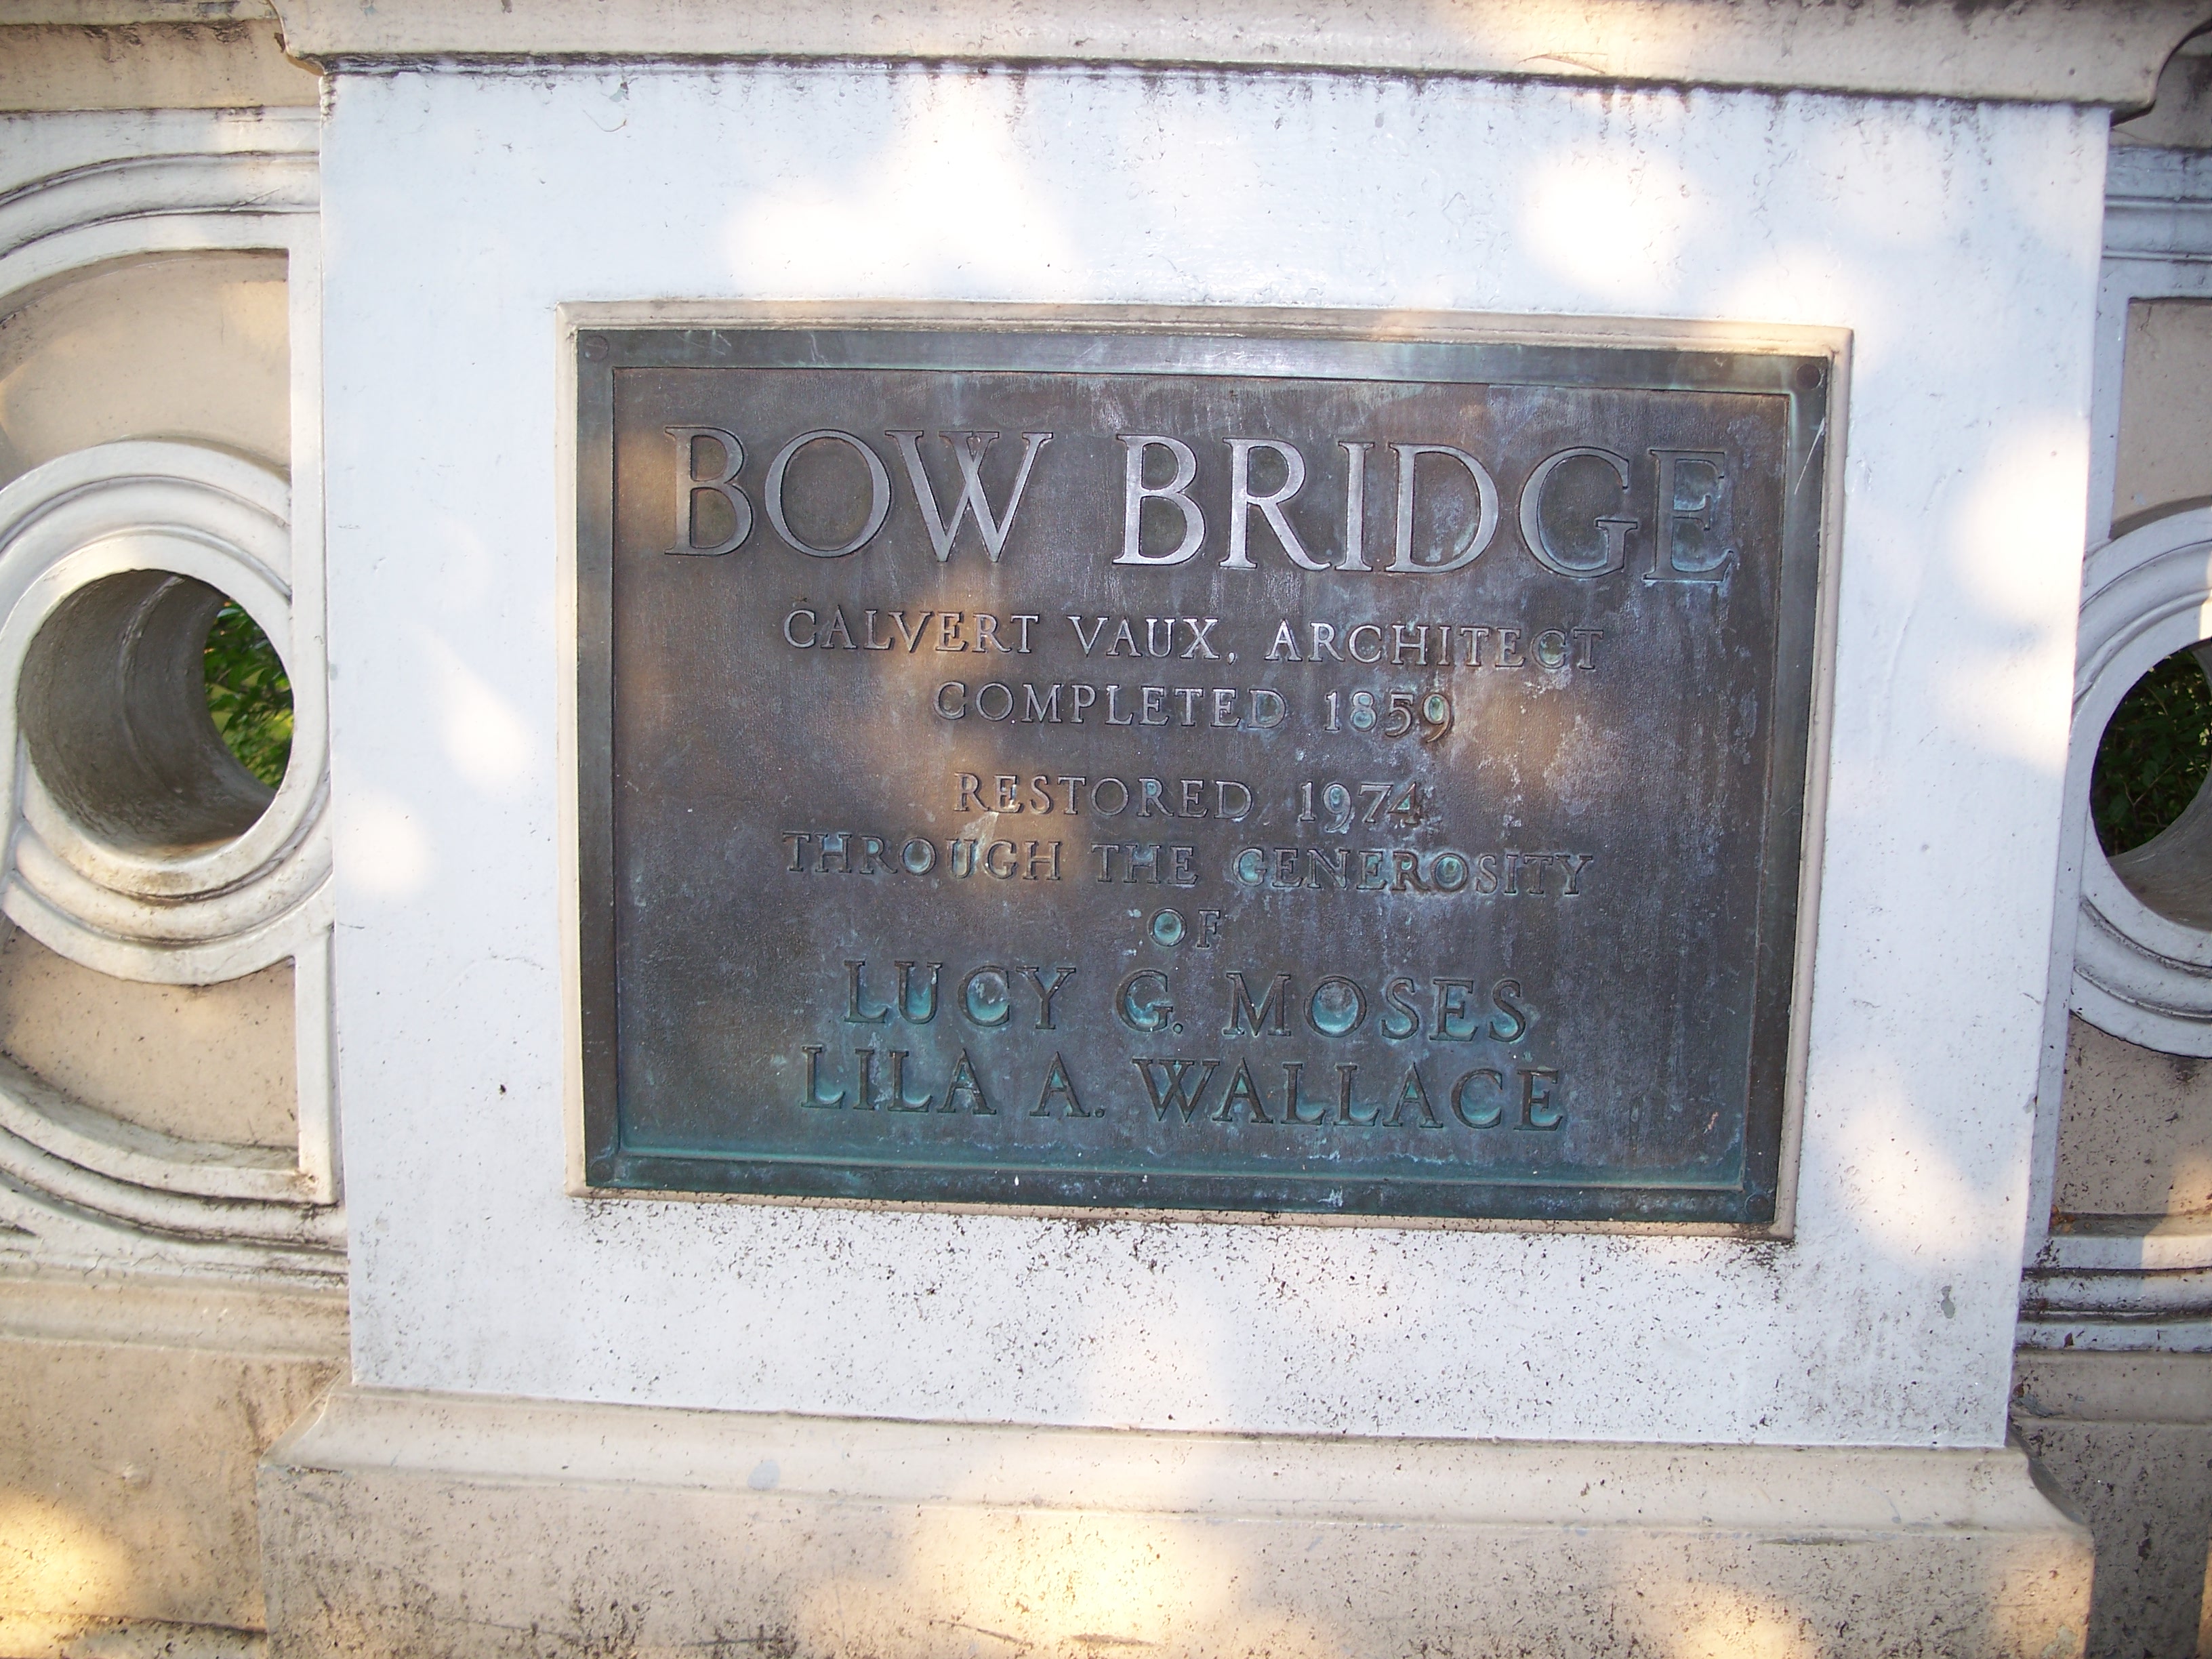 BOW BRIDGE
CALVERT VAUX, ARCHITECT
COMPLETED 1859
RESTORED 1974
THROUGH THE GENEROSITY
OF
LUCY G. MOSES
LILA A. WALLACE